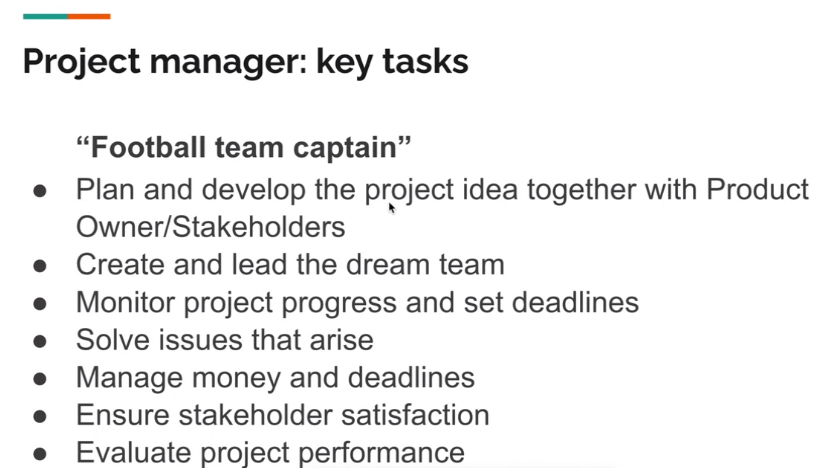 Project manager: key tasks
“Football team captain”
● Plan and develop the project idea together with Product
Owner/Stakeholders
● Create and lead the dream team
● Monitor project progress and set deadlines
● Solve issues that arise
● Manage money and deadlines
● Ensure stakeholder satisfaction
● Evaluate project performance